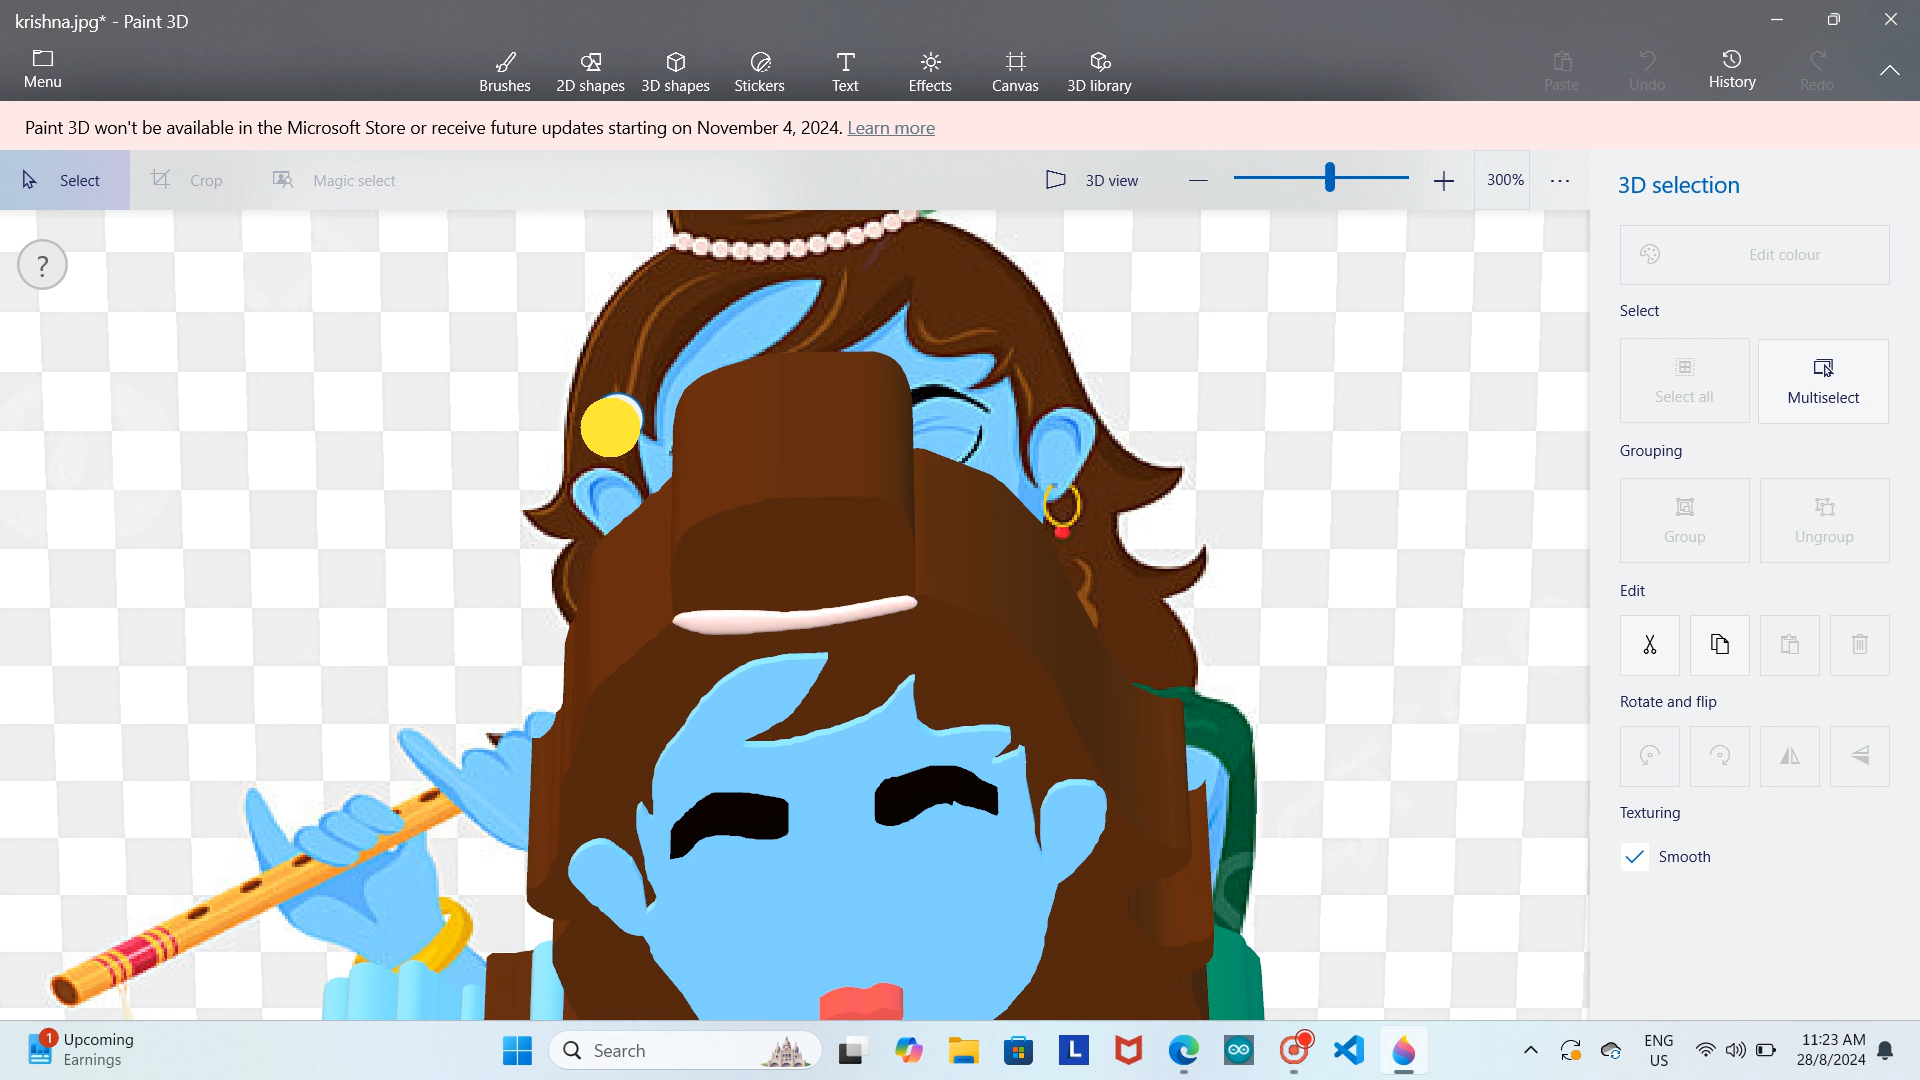 krishna.jpg* - Paint 3D
Menu
Brushes
2D shapes
3D shapes
Stickers
Text
Effects
Canvas
3D library
Paste
Undo
History
Redo
Paint 3D won't be available in the Microsoft Store or receive future updates starting on November 4, 2024. Learn more
Select
Crop
Magic select
3D view
300%
?
3D selection
Edit colour
Select
Select all
Multiselect
Grouping
Group
Ungroup
Edit
Rotate and flip
Texturing
Smooth
1
Upcoming
Earnings
Search
L
ENG
US
11:23 AM
28/8/2024